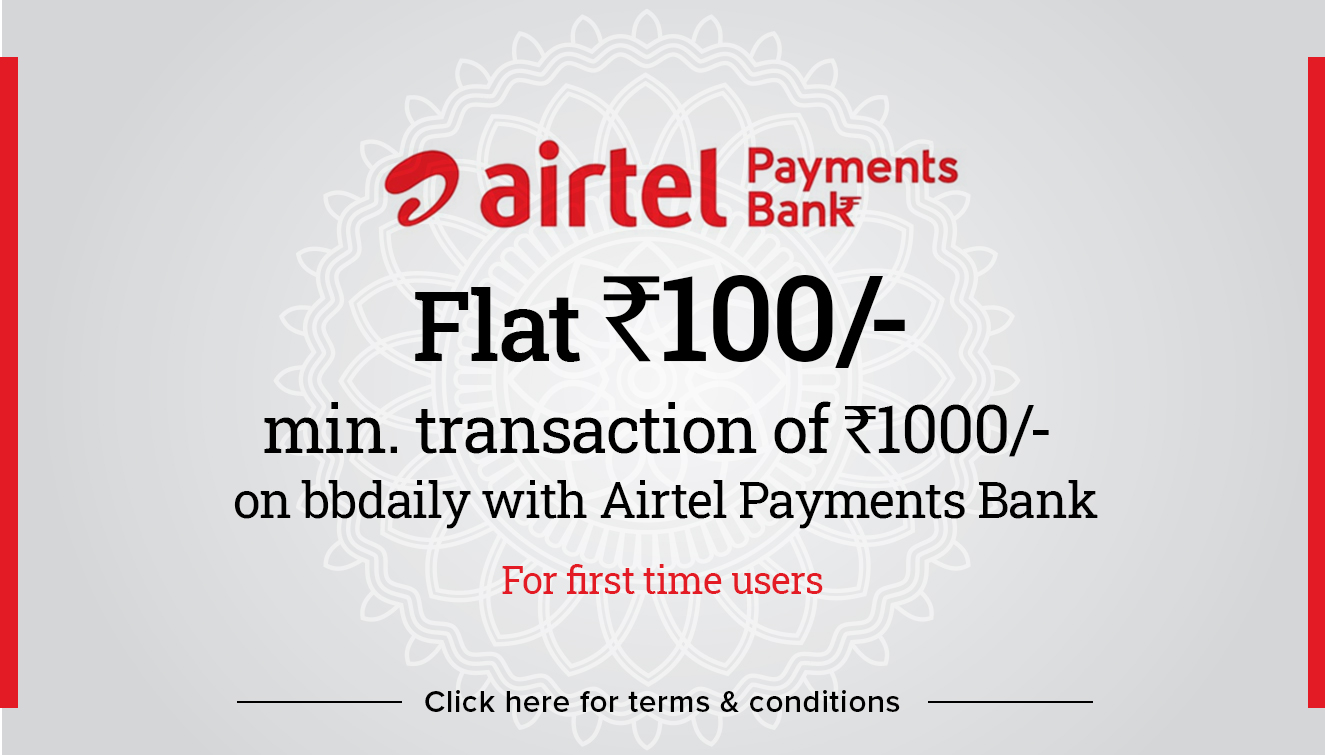 airtel Payments
Bank
Flat ₹100/-
min. transaction of ₹1000/-
on bbdaily with Airtel Payments Bank
For first time users
Click here for terms & conditions